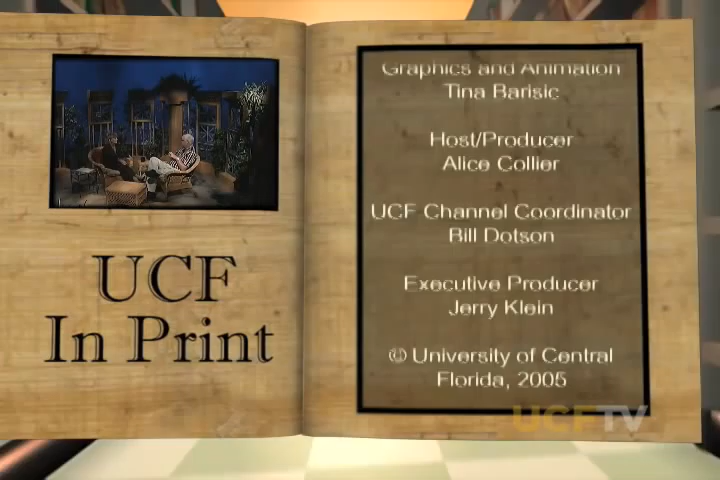 UCF
In Print
Graphics and Animation
Tina Barisic
Host/Producer
Alice Collier
UCF Channel Coordinator
Bill Dotson
Executive Producer
Jerry Klein
© University of Central
Florida, 2005
UCFTV